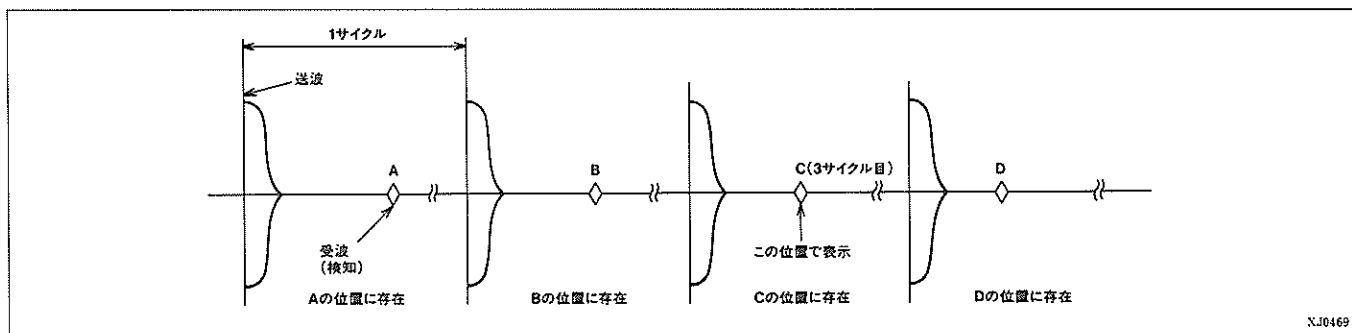 1サイクル
送波
A
B
C(3サイクル目)
D
受波
(検知)
この位置で表示
Aの位置に存在
Bの位置に存在
Cの位置に存在
Dの位置に存在
XJ0469